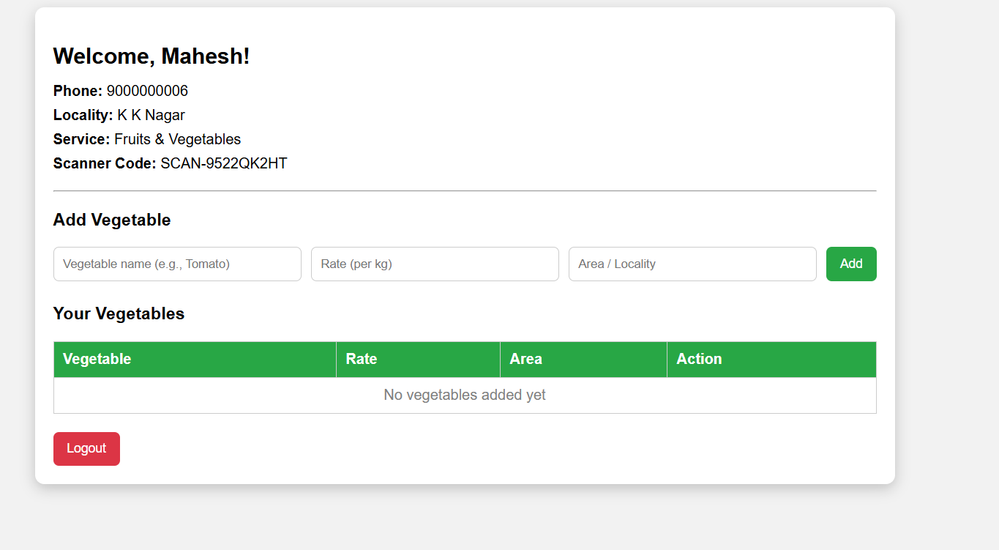 Welcome, Mahesh!
Phone: 9000000006
Locality: K K Nagar
Service: Fruits & Vegetables
Scanner Code: SCAN-9522QK2HT
Add Vegetable
Vegetable name (e.g., Tomato) Rate (per kg) Area / Locality Add
Your Vegetables
Vegetable Rate Area Action
No vegetables added yet
Logout